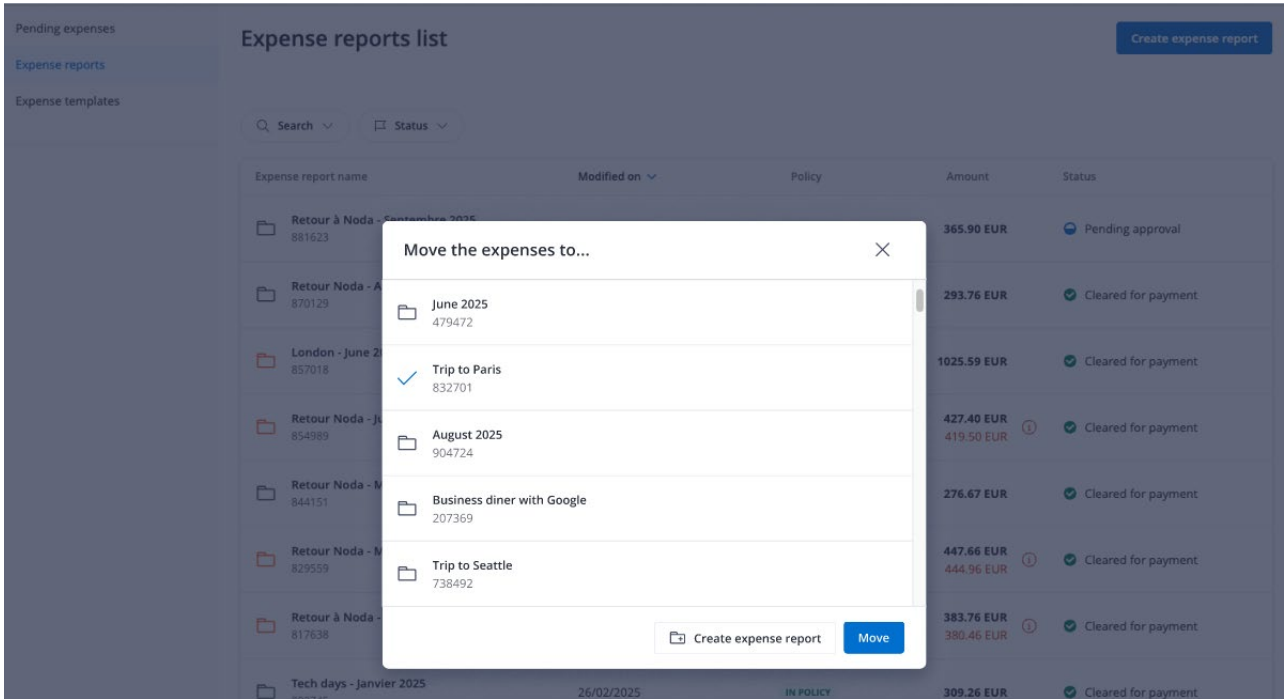 Pending expenses
Expense reports
Expense templates
Expense reports list
Create expense report
Search
Status
Expense report name Modified on Policy Amount Status
Retour à Noda - Septembre 2025
881623
365.90 EUR Pending approval
Retour Noda - A
870129
293.76 EUR Cleared for payment
London - June 2
857018
1025.59 EUR Cleared for payment
Retour Noda - Ju
854989
427.40 EUR
419.50 EUR
Cleared for payment
Retour Noda - M
844151
276.67 EUR Cleared for payment
Retour Noda - M
829559
447.66 EUR
444.96 EUR
Cleared for payment
Retour à Noda -
817638
383.76 EUR
380.46 EUR
Cleared for payment
Tech days - Janvier 2025
26/02/2025 IN POLICY 309.26 EUR Cleared for payment
Move the expenses to...
June 2025
479472
Trip to Paris
832701
August 2025
904724
Business diner with Google
207369
Trip to Seattle
738492
Create expense report
Move